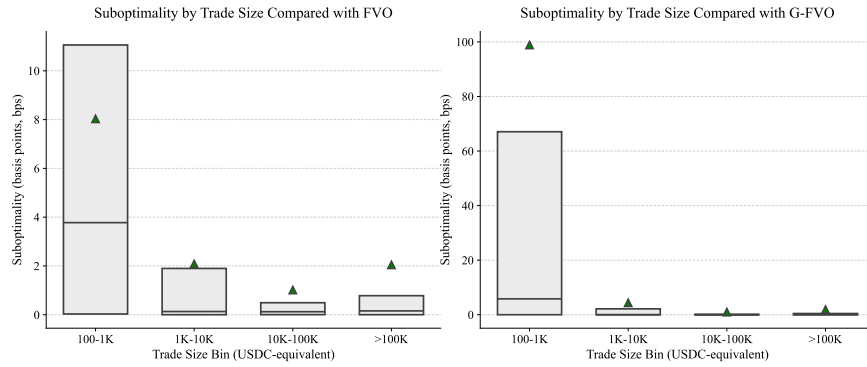 Suboptimality by Trade Size Compared with FVO
Suboptimality (basis points, bps)
10
8
6
4
2
0
100-1K
1K-10K
10K-100K
>100K
Trade Size Bin (USDC-equivalent)
Suboptimality by Trade Size Compared with G-FVO
Suboptimality (basis points, bps)
100
80
60
40
20
0
100-1K
1K-10K
10K-100K
>100K
Trade Size Bin (USDC-equivalent)